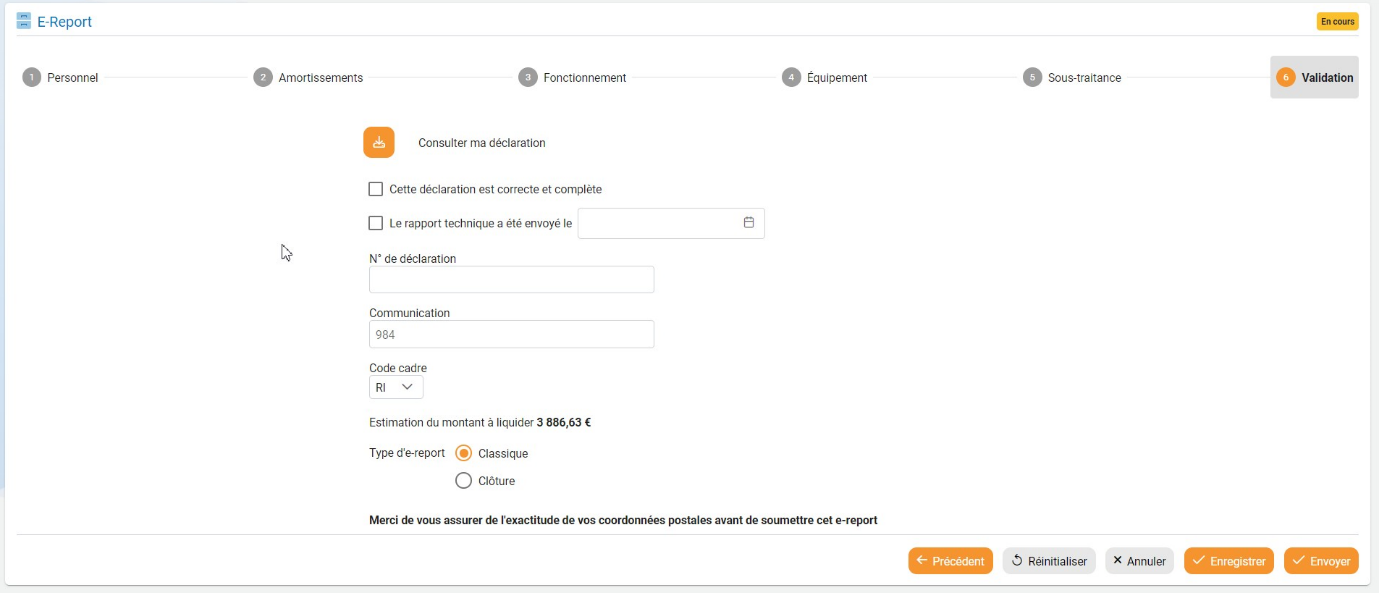 E-Report
En cours
1 Personnel
2 Amortissements
3 Fonctionnement
4 Équipement
5 Sous-traitance
6 Validation
Consulter ma déclaration
Cette déclaration est correcte et complète
Le rapport technique a été envoyé le
N° de déclaration
Communication
984
Code cadre
RI
Estimation du montant à liquider 3 886,63 €
Type d'e-report
Classique
Clôture
Merci de vous assurer de l'exactitude de vos coordonnées postales avant de soumettre cet e-report
Précédent
Réinitialiser
Annuler
Enregistrer
Envoyer